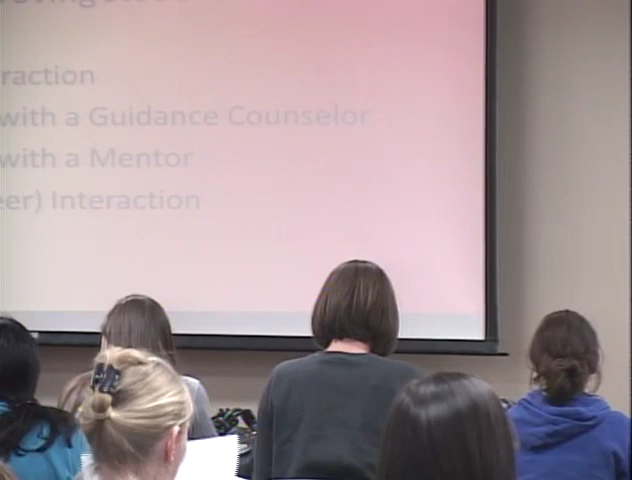 raction
with a Guidance Counselor
with a Mentor
eer) Interaction